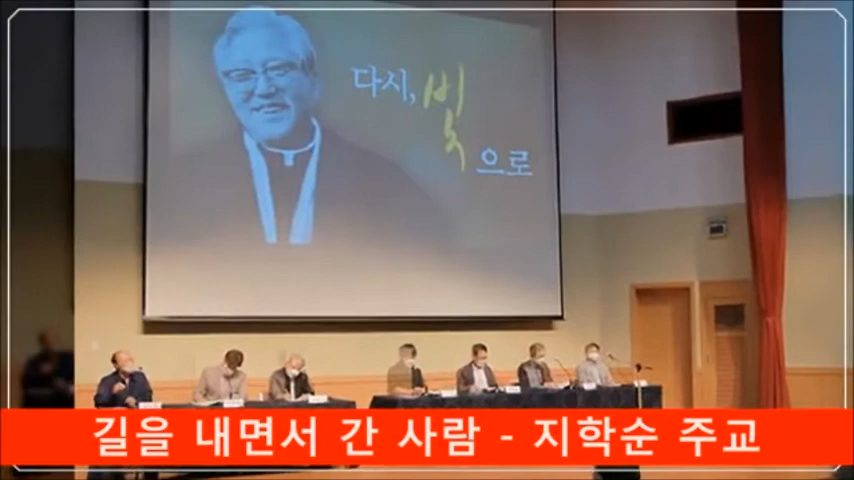 다시, 빛
으로
길을 내면서 간 사람 - 지학순 주교